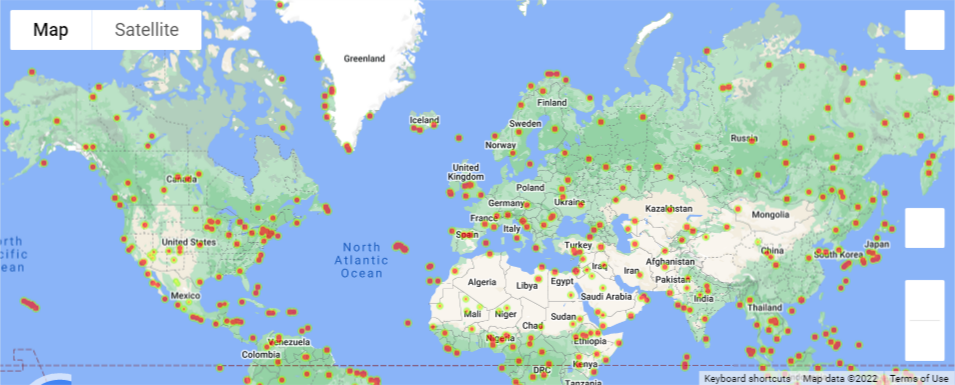 Map
Satellite
Greenland
Iceland
Finland
Sweden
Norway
Russia
United
Kingdom
Canada
Poland
Germany
Ukraine
Kazakhstan
Mongolia
France
Italy
Spain
United States
North
Atlantic
Ocean
Turkey
China
Japan
South Korea
Afghanistan
Iraq
Iran
Pakistan
Algeria
Libya
Egypt
Saudi Arabia
India
Mexico
Mali
Niger
Chad
Sudan
Thailand
Nigeria
Ethiopia
Venezuela
Colombia
DRC
Kenya
Tanzania
orth
cific
ean
Keyboard shortcuts
Map data ©2022
Terms of Use